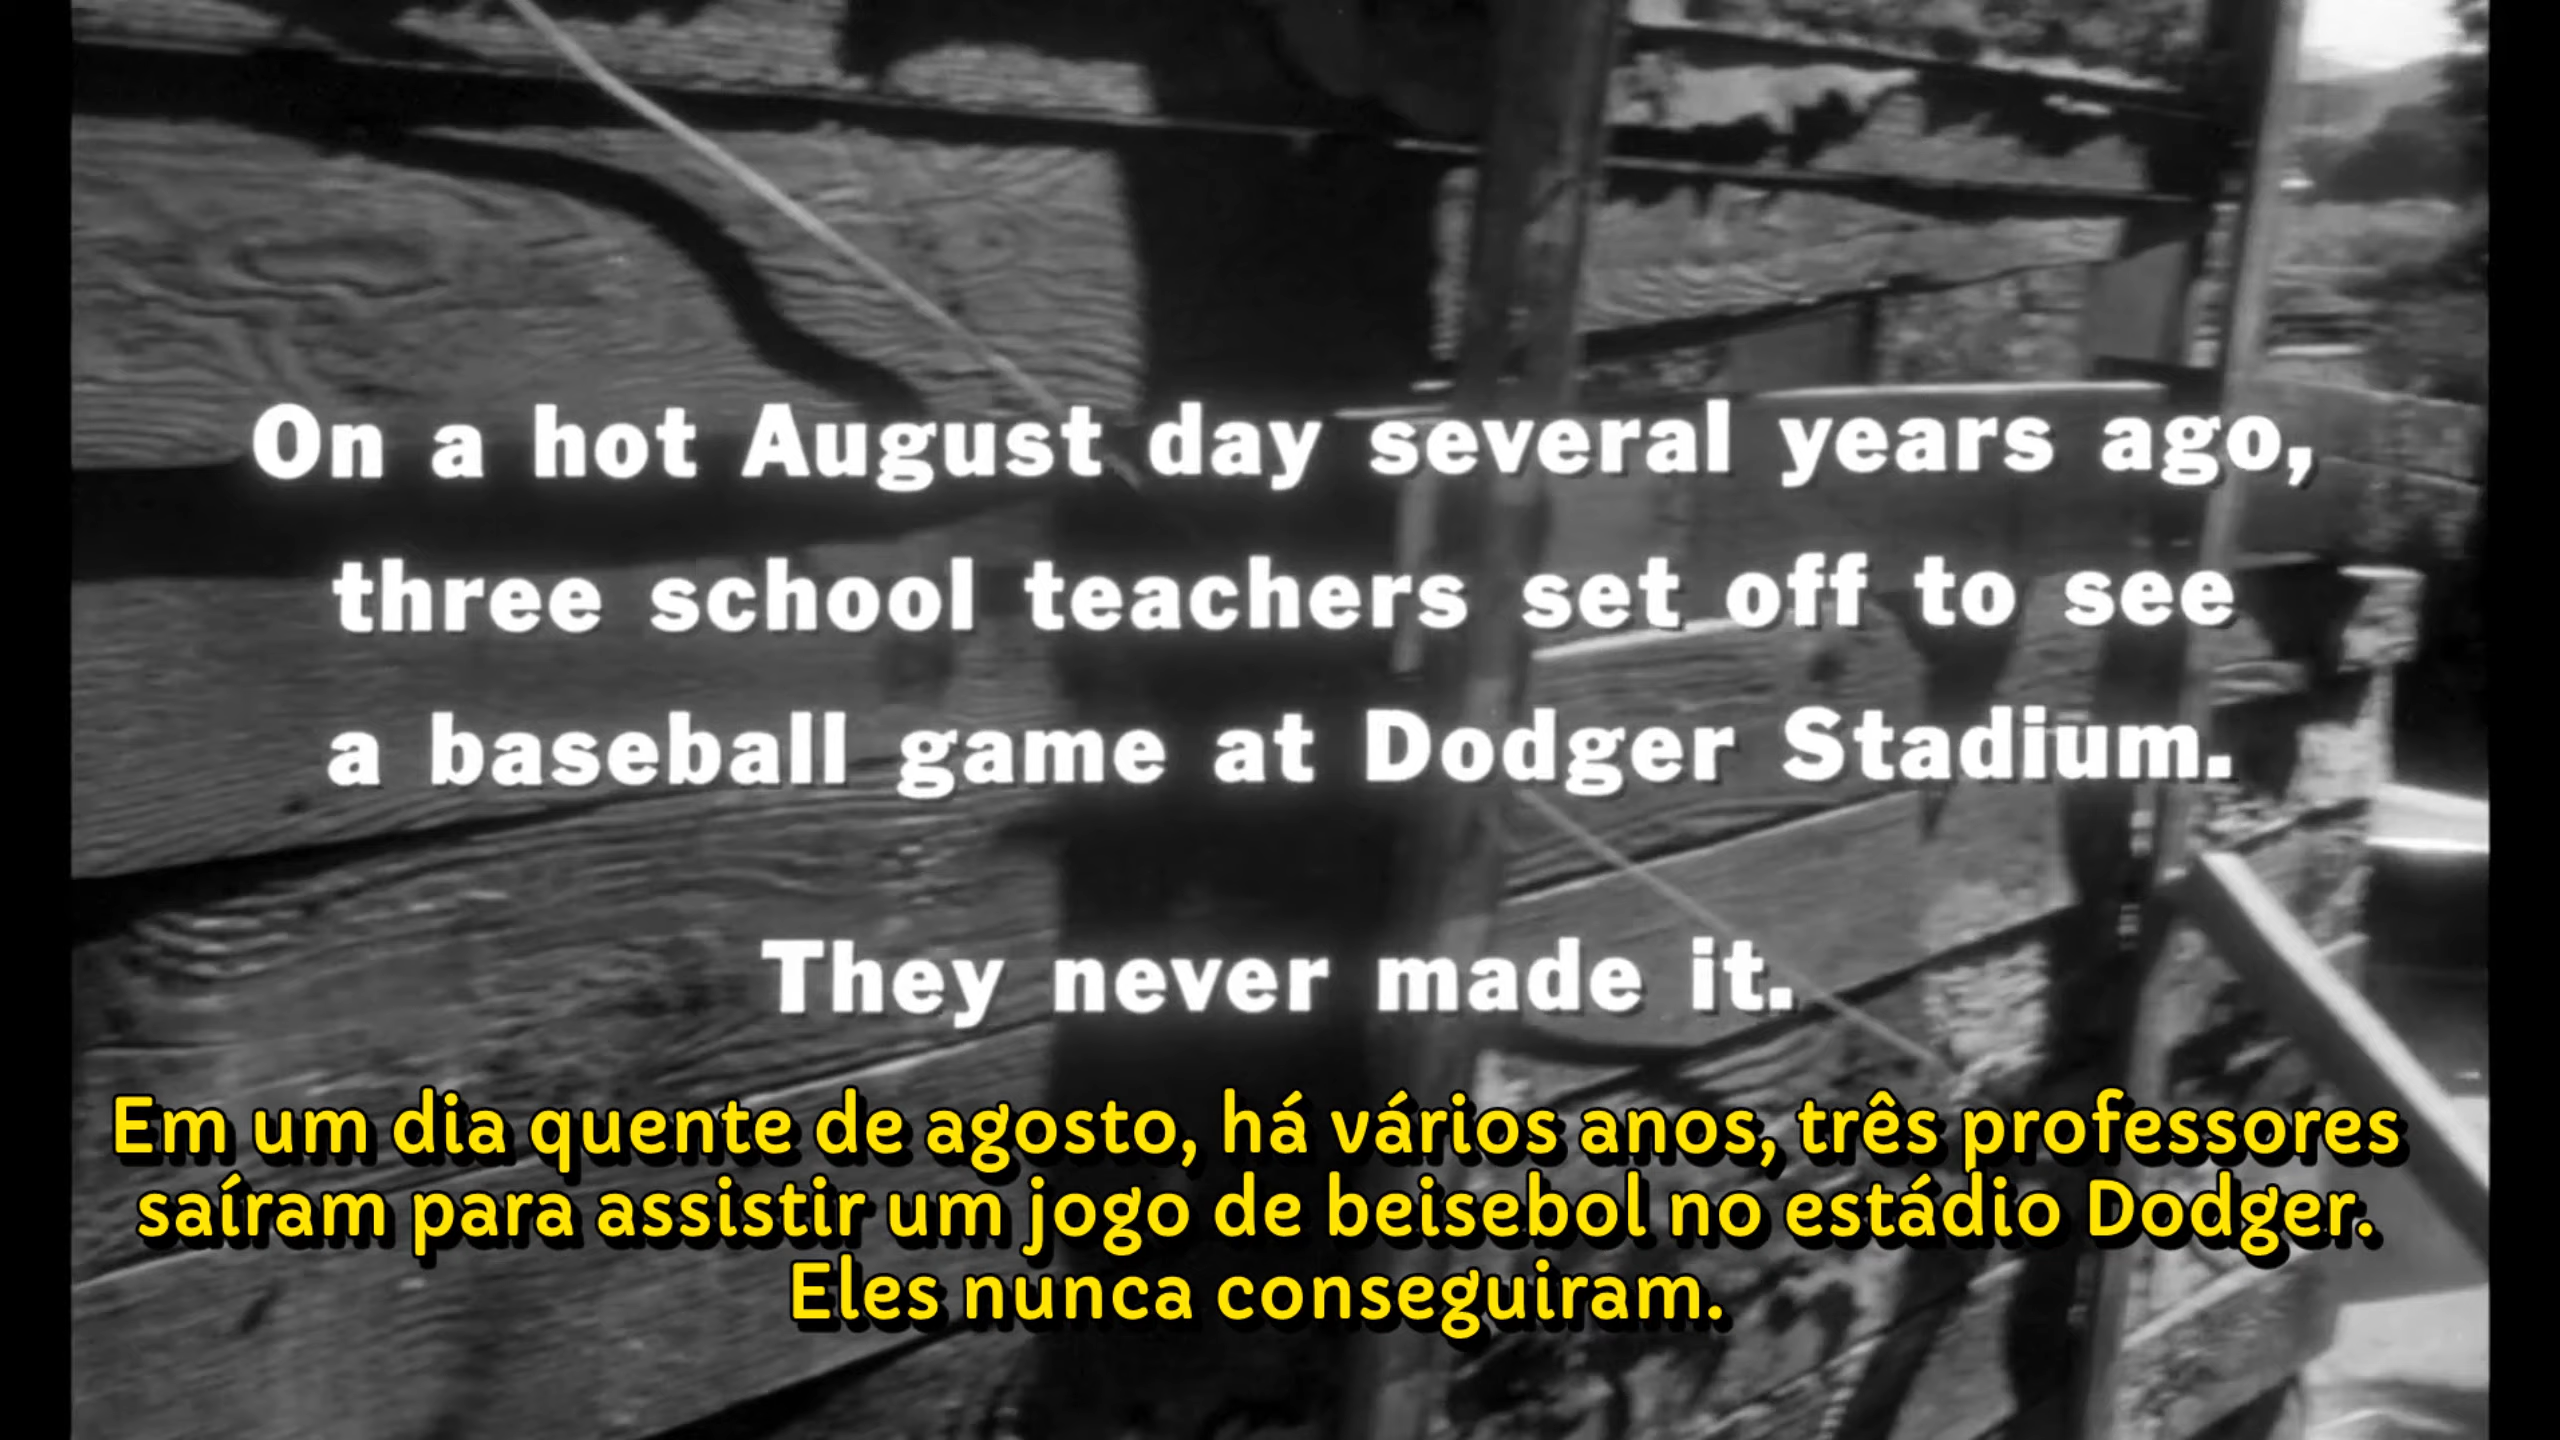 On a hot August day several years ago,
three school teachers set off to see
a baseball game at Dodger Stadium.
They never made it.
Em um dia quente de agosto, há vários anos, três professores
saíram para assistir um jogo de beisebol no estádio Dodger.
Eles nunca conseguiram.